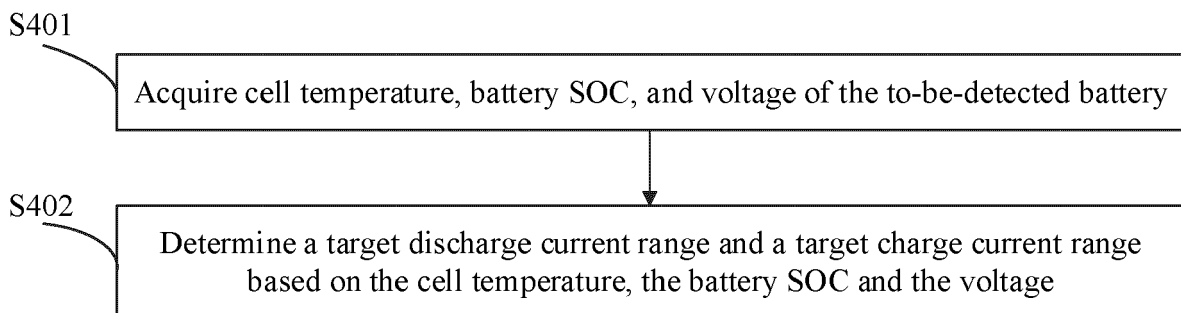 S401
Acquire cell temperature, battery SOC, and voltage of the to-be-detected battery
S402
Determine a target discharge current range and a target charge current range
based on the cell temperature, the battery SOC and the voltage